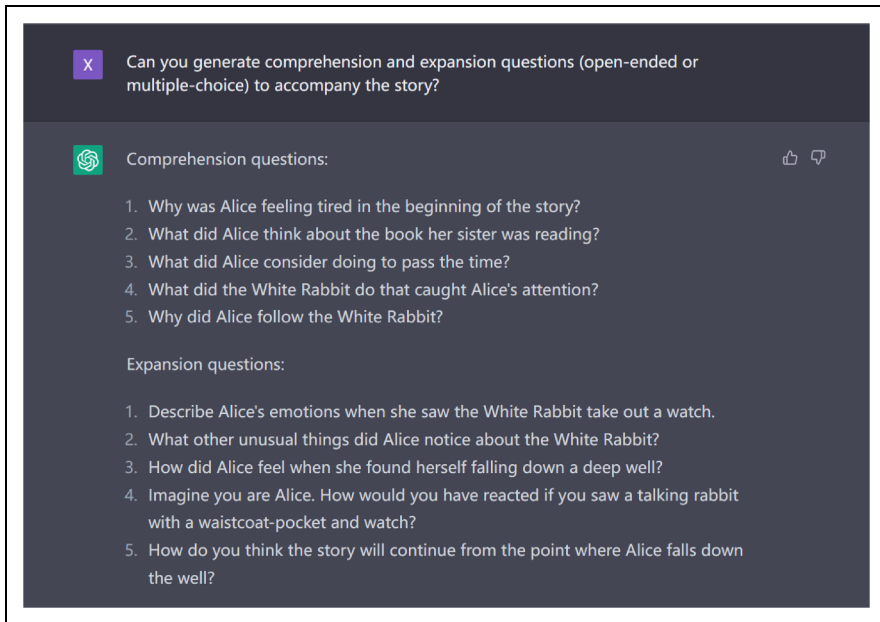 X
Can you generate comprehension and expansion questions (open-ended or
multiple-choice) to accompany the story?
Comprehension questions:
1. Why was Alice feeling tired in the beginning of the story?
2. What did Alice think about the book her sister was reading?
3. What did Alice consider doing to pass the time?
4. What did the White Rabbit do that caught Alice's attention?
5. Why did Alice follow the White Rabbit?
Expansion questions:
1. Describe Alice's emotions when she saw the White Rabbit take out a watch.
2. What other unusual things did Alice notice about the White Rabbit?
3. How did Alice feel when she found herself falling down a deep well?
4. Imagine you are Alice. How would you have reacted if you saw a talking rabbit
with a waistcoat-pocket and watch?
5. How do you think the story will continue from the point where Alice falls down
the well?